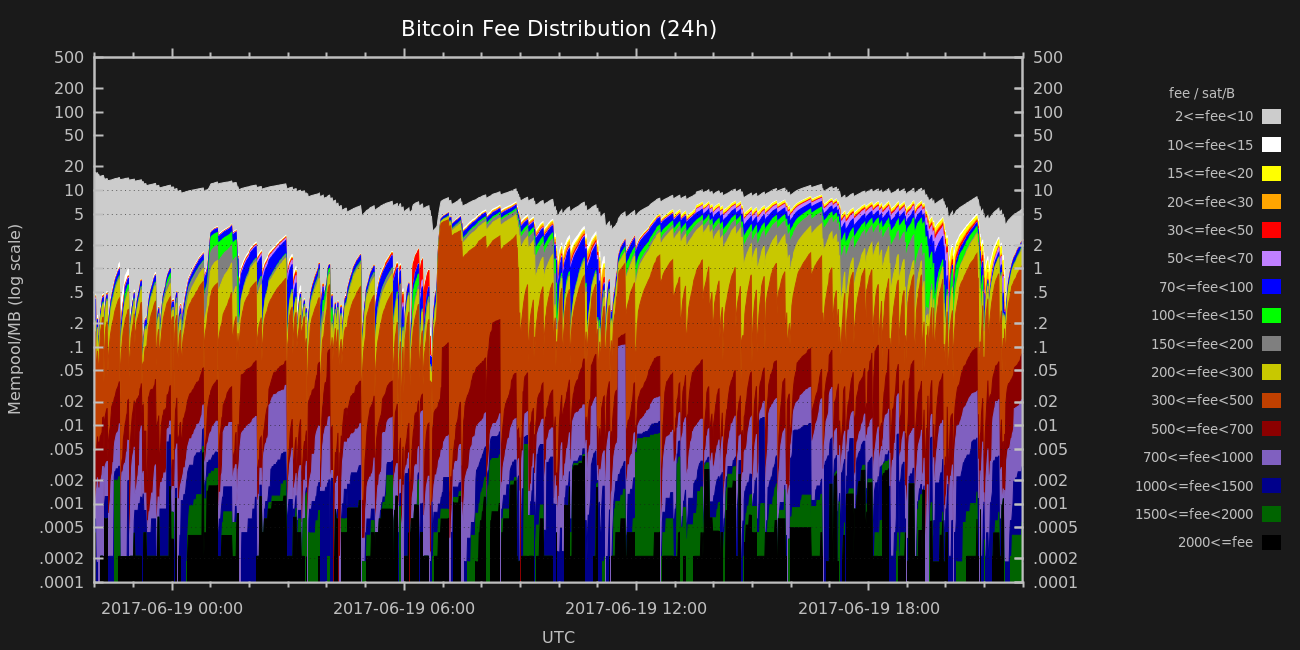 Bitcoin Fee Distribution (24h)
Mempool/MB (log scale)
500
200
100
50
20
10
5
2
1
.5
.2
.1
.05
.02
.01
.005
.002
.001
.0005
.0002
.0001
500
200
100
50
20
10
5
2
1
.5
.2
.1
.05
.02
.01
.005
.002
.001
.0005
.0002
.0001
2017-06-19 00:00
2017-06-19 06:00
2017-06-19 12:00
2017-06-19 18:00
UTC
fee / sat/B
2<=fee<10
10<=fee<15
15<=fee<20
20<=fee<30
30<=fee<50
50<=fee<70
70<=fee<100
100<=fee<150
150<=fee<200
200<=fee<300
300<=fee<500
500<=fee<700
700<=fee<1000
1000<=fee<1500
1500<=fee<2000
2000<=fee